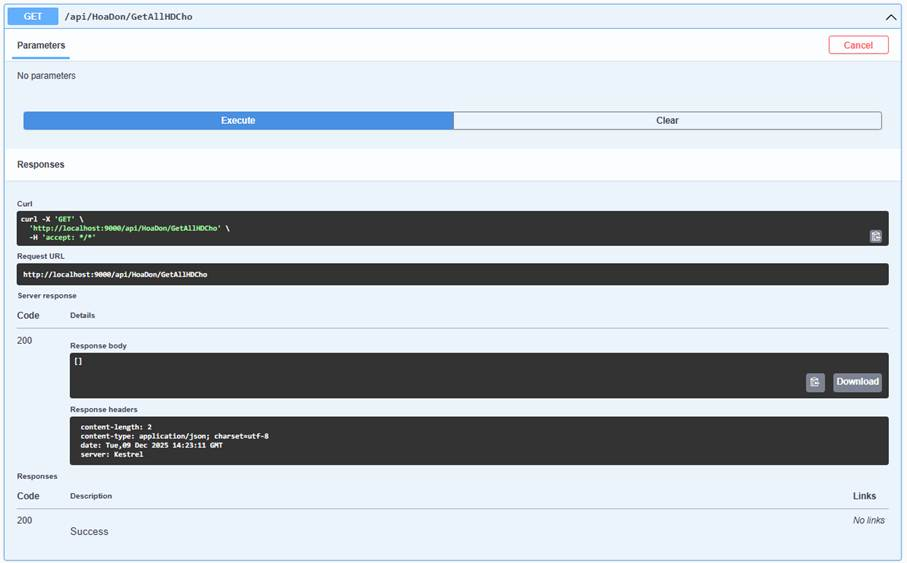 GET /api/HoaDon/GetAllHDCho
Parameters
Cancel
No parameters
Execute
Clear
Responses
Curl
curl -X 'GET' \
'http://localhost:9000/api/HoaDon/GetAllHDCho' \
-H 'accept: */*'
Request URL
http://localhost:9000/api/HoaDon/GetAllHDCho
Server response
Code Details
200
Response body
[]
Download
Response headers
content-length: 2
content-type: application/json; charset=utf-8
date: Tue,09 Dec 2025 14:23:11 GMT
server: Kestrel
Responses
Code Description Links
200 No links
Success